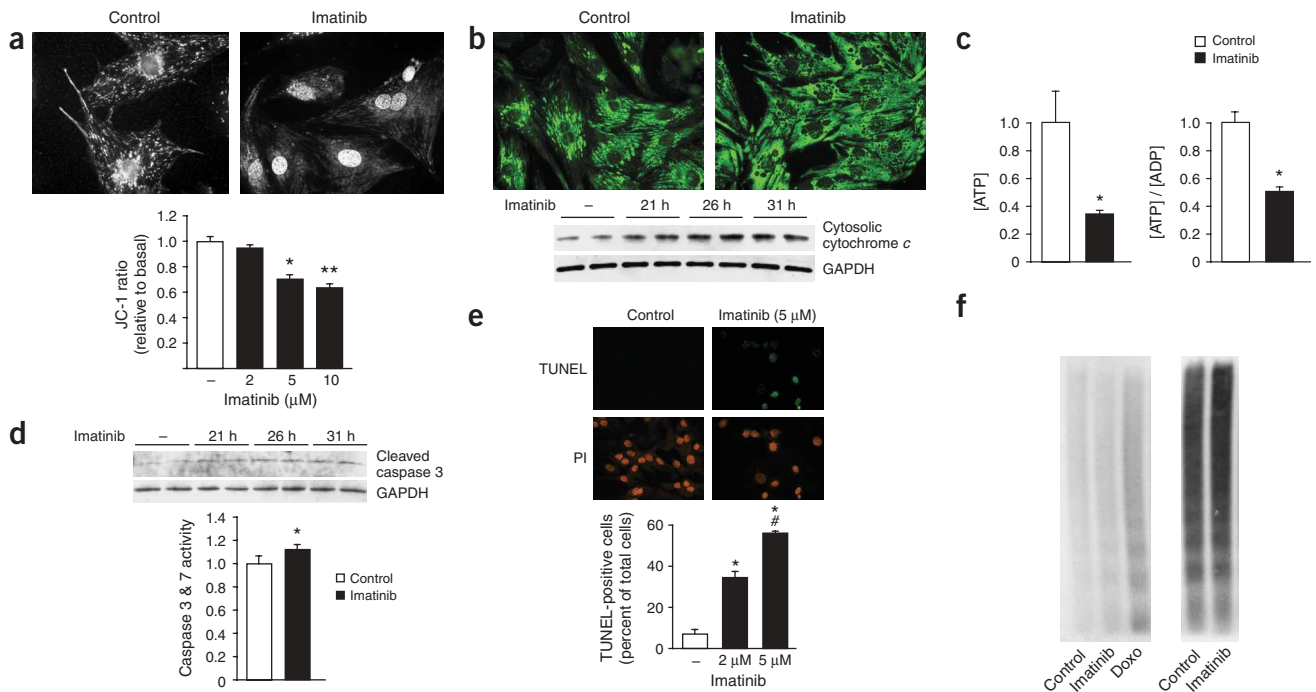 a
Control Imatinib
JC-1 ratio
(relative to basal)
1.0
0.8
0.6
0.4
0.2
* **
– 2 5 10
Imatinib (μM)
b
Control Imatinib
Imatinib – 21 h 26 h 31 h
Cytosolic
cytochrome c
GAPDH
c
Control
Imatinib
[ATP]
1.0
0.8
0.6
0.4
0.2
0
*
[ATP] / [ADP]
1.0
0.8
0.6
0.4
0.2
0
*
d
Imatinib – 21 h 26 h 31 h
Cleaved
caspase 3
GAPDH
Caspase 3 & 7 activity
1.4
1.2
1.0
0.8
0.6
0.4
0.2
0
*
Control
Imatinib
e
Control Imatinib (5 μM)
TUNEL
PI
TUNEL-positive cells
(percent of total cells)
60
40
20
0
*
*
#
– 2 μM 5 μM
Imatinib
f
Control Imatinib Doxo
Control Imatinib